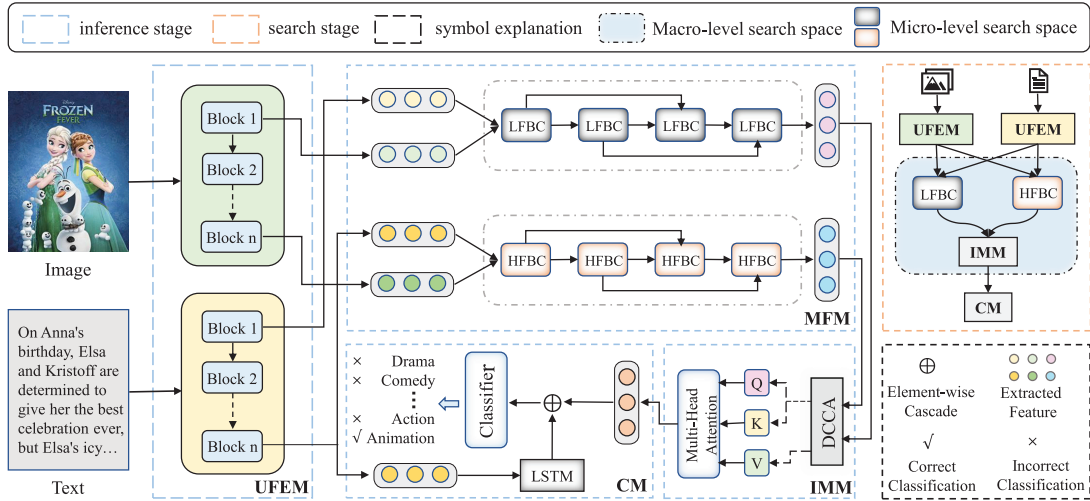 inference stage
search stage
symbol explanation
Macro-level search space
Micro-level search space
Disney
FROZEN
FEVER
Image
Block 1
Block 2
Block n
On Anna's
birthday, Elsa
and Kristoff are
determined to
give her the best
celebration ever,
but Elsa's icy…
Text
Block 1
Block 2
Block n
UFEM
LFBC
LFBC
LFBC
LFBC
HFBC
HFBC
HFBC
HFBC
MFM
× Drama
× Comedy
× Action
√ Animation
Classifier
⊕
LSTM
CM
Multi-Head
Attention
Q
K
V
DCCA
IMM
UFEM
UFEM
LFBC
HFBC
IMM
CM
⊕
Element-wise
Cascade
Extracted
Feature
√
Correct
Classification
×
Incorrect
Classification